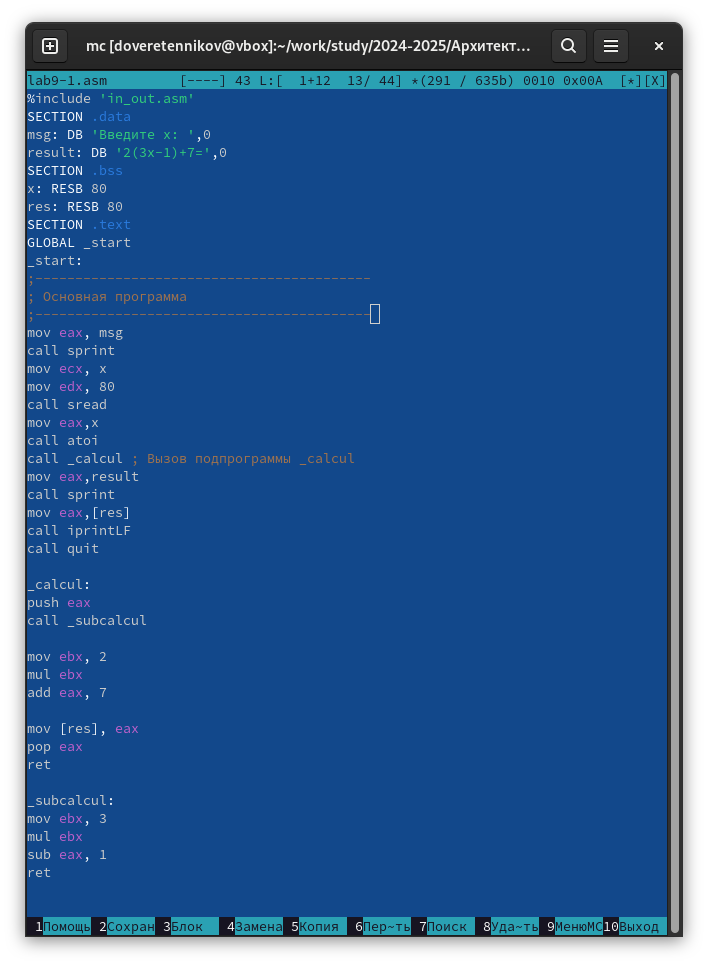 mc [doveretennikov@vbox]:~/work/study/2024-2025/Архитект…
lab9-1.asm [----] 43 L:[ 1+12 13/ 44] *(291 / 635b) 0010 0x00A [*][X]
%include 'in_out.asm'
SECTION .data
msg: DB 'Введите x: ',0
result: DB '2(3x-1)+7=',0
SECTION .bss
x: RESB 80
res: RESB 80
SECTION .text
GLOBAL _start
_start:
;------------------------------------------
; Основная программа
;------------------------------------------
mov eax, msg
call sprint
mov ecx, x
mov edx, 80
call sread
mov eax,x
call atoi
call _calcul ; Вызов подпрограммы _calcul
mov eax,result
call sprint
mov eax,[res]
call iprintLF
call quit
_calcul:
push eax
call _subcalcul
mov ebx, 2
mul ebx
add eax, 7
mov [res], eax
pop eax
ret
_subcalcul:
mov ebx, 3
mul ebx
sub eax, 1
ret
1Помощь 2Сохран 3Блок 4Замена 5Копия 6Пер~ть 7Поиск 8Уда~ть 9МенюMC 10Выход